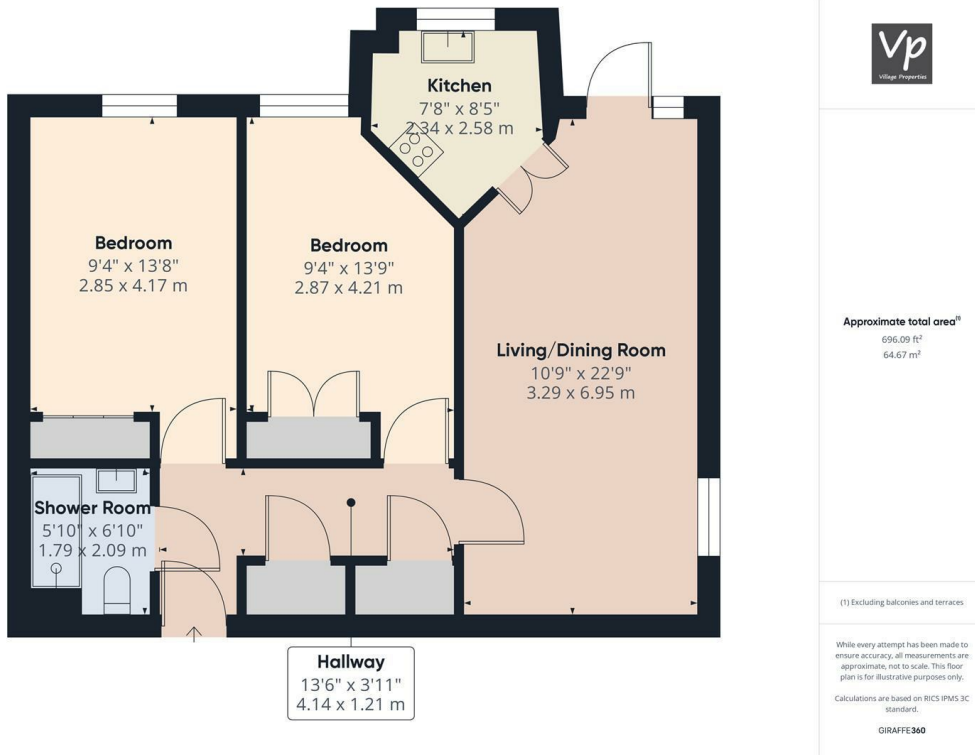 Kitchen
7'8" x 8'5"
2.34 x 2.58 m
Bedroom
9'4" x 13'8"
2.85 x 4.17 m
Bedroom
9'4" x 13'9"
2.87 x 4.21 m
Living/Dining Room
10'9" x 22'9"
3.29 x 6.95 m
Shower Room
5'10" x 6'10"
1.79 x 2.09 m
Hallway
13'6" x 3'11"
4.14 x 1.21 m
Vp
Village Properties
Approximate total area⁽¹⁾
696.09 ft²
64.67 m²
(1) Excluding balconies and terraces
While every attempt has been made to
ensure accuracy, all measurements are
approximate, not to scale. This floor
plan is for illustrative purposes only.
Calculations are based on RICS IPMS 3C
standard.
GIRAFFE360